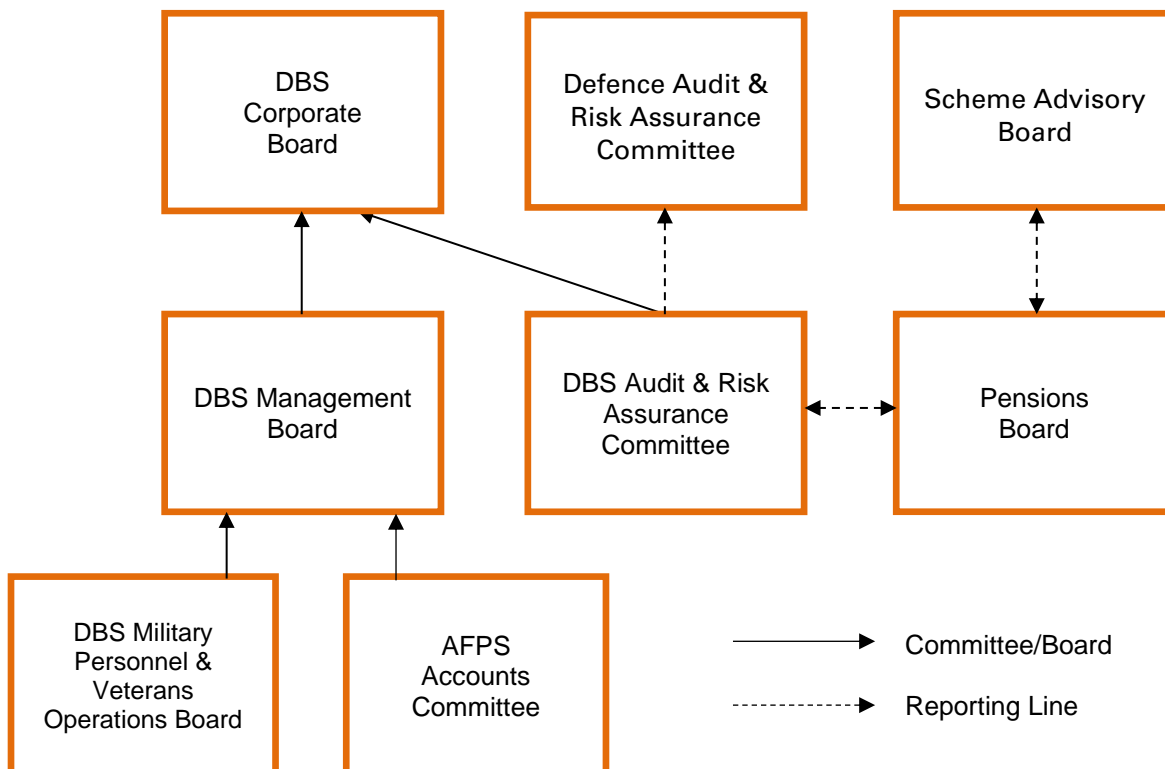 DBS
Corporate
Board
Defence Audit &
Risk Assurance
Committee
Scheme Advisory
Board
DBS Management
Board
DBS Audit & Risk
Assurance
Committee
Pensions
Board
DBS Military
Personnel &
Veterans
Operations Board
AFPS
Accounts
Committee
Committee/Board
Reporting Line